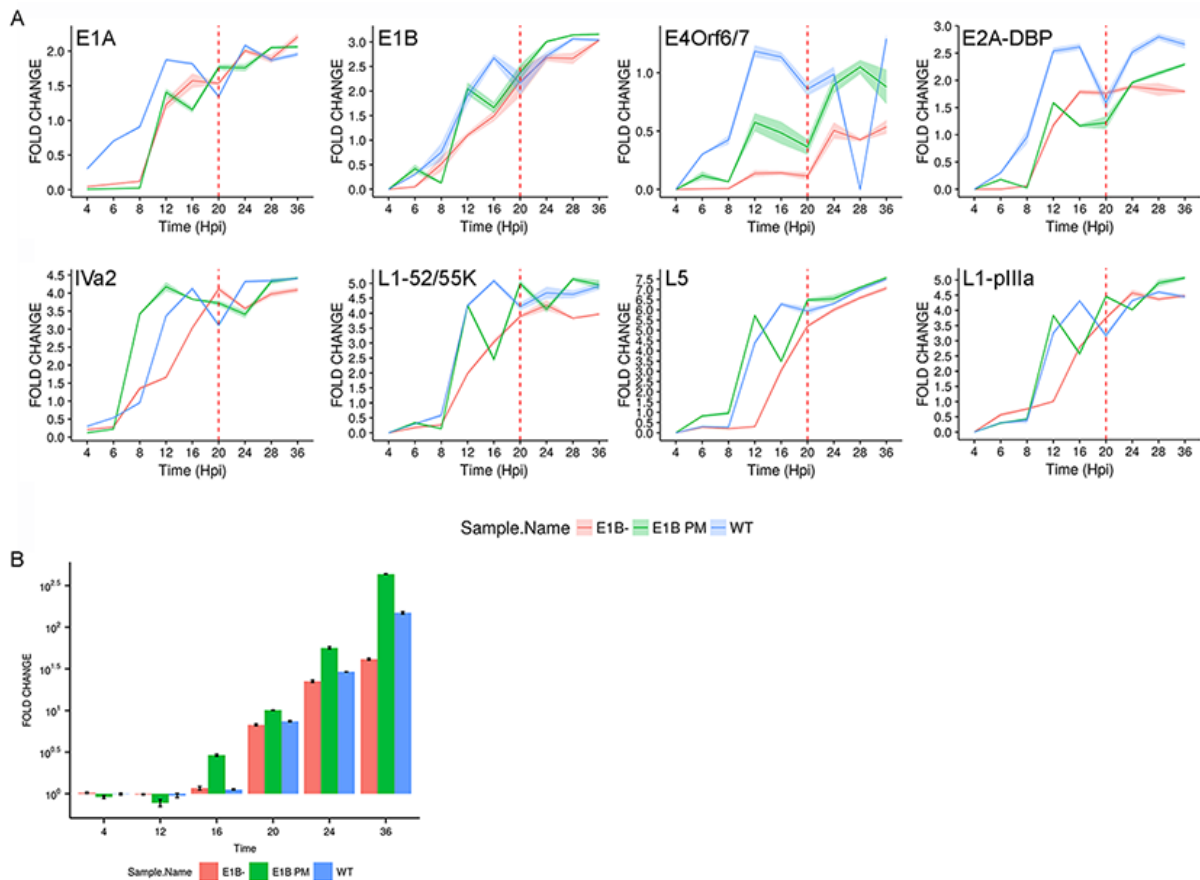 A
E1A
E1B
E4Orf6/7
E2A-DBP
FOLD CHANGE
2.0
1.5
1.0
0.5
0.0
4 6 8 12 16 20 24 28 36
Time (Hpi)
FOLD CHANGE
3.0
2.5
2.0
1.5
1.0
0.5
0.0
4 6 8 12 16 20 24 28 36
Time (Hpi)
FOLD CHANGE
1.0
0.5
0.0
4 6 8 12 16 20 24 28 36
Time (Hpi)
FOLD CHANGE
3.0
2.5
2.0
1.5
1.0
0.5
0.0
4 6 8 12 16 20 24 28 36
Time (Hpi)
IVa2
L1-52/55K
L5
L1-pIIIa
FOLD CHANGE
4.5
4.0
3.5
3.0
2.5
2.0
1.5
1.0
0.5
0.0
4 6 8 12 16 20 24 28 36
Time (Hpi)
FOLD CHANGE
5.0
4.5
4.0
3.5
3.0
2.5
2.0
1.5
1.0
0.5
0.0
4 6 8 12 16 20 24 28 36
Time (Hpi)
FOLD CHANGE
7.5
7.0
6.5
6.0
5.5
5.0
4.5
4.0
3.5
3.0
2.5
2.0
1.5
1.0
0.5
0.0
4 6 8 12 16 20 24 28 36
Time (Hpi)
FOLD CHANGE
5.0
4.5
4.0
3.5
3.0
2.5
2.0
1.5
1.0
0.5
0.0
4 6 8 12 16 20 24 28 36
Time (Hpi)
Sample.Name E1B- E1B PM WT
B
FOLD CHANGE
10^2.5
10^2
10^1.5
10^1
10^0.5
10^0
4 12 16 20 24 36
Time
Sample.Name E1B- E1B PM WT